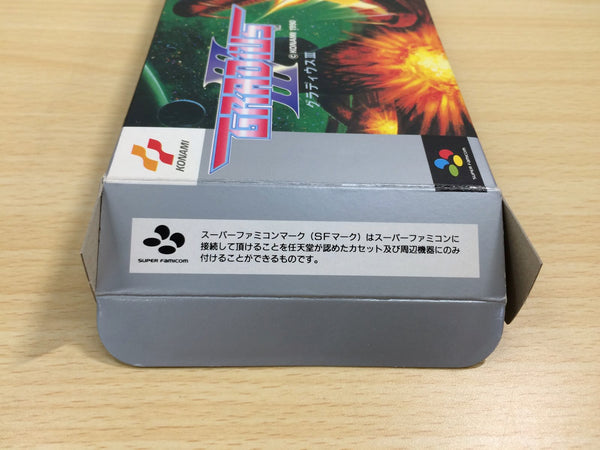 GRADIUS
III
© KONAMI 1990
グラディウスIII
KONAMI
SUPER FAMICOM
SUPER FAMICOM
スーパーファミコンマーク（SFマーク）はスーパーファミコンに
接続して頂けることを任天堂が認めたカセット及び周辺機器にのみ
付けることができるものです。